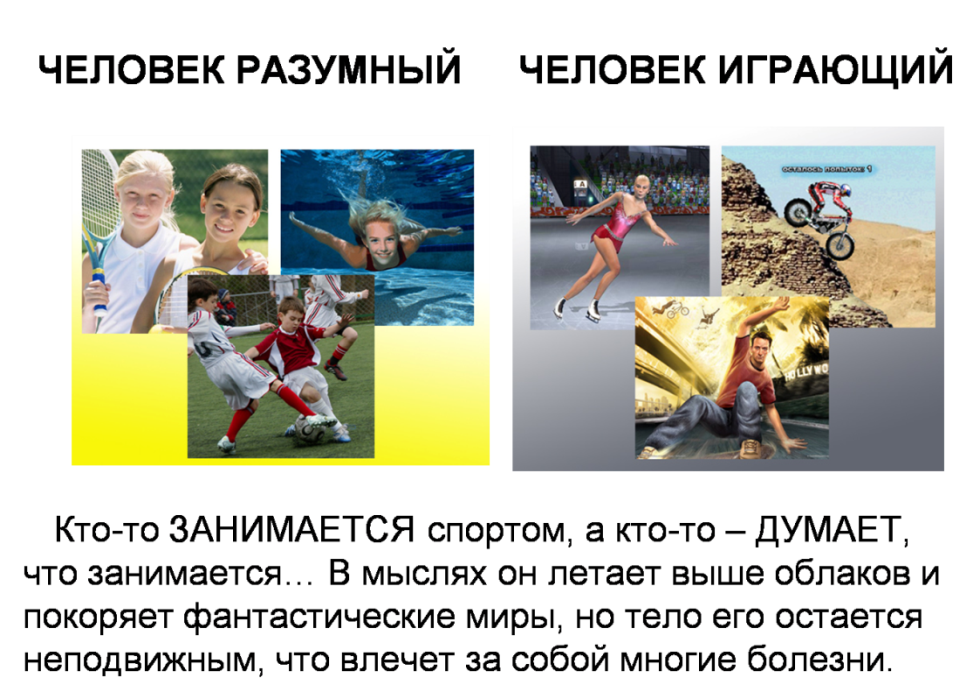 ЧЕЛОВЕК РАЗУМНЫЙ
ЧЕЛОВЕК ИГРАЮЩИЙ
осталось попыток: 1
HOLLYWO
Кто-то ЗАНИМАЕТСЯ спортом, а кто-то – ДУМАЕТ,
что занимается... В мыслях он летает выше облаков и
покоряет фантастические миры, но тело его остается
неподвижным, что влечет за собой многие болезни.